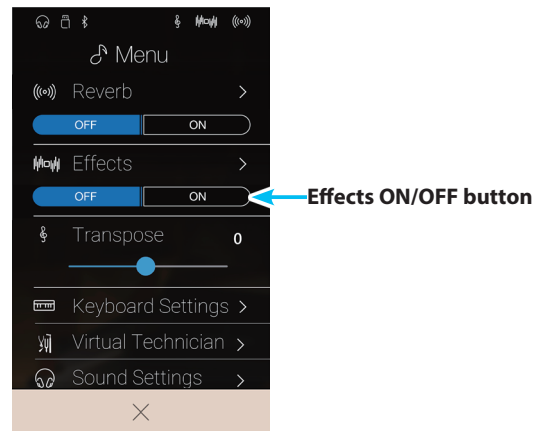 Menu
Reverb
OFF ON
Effects
OFF ON
Effects ON/OFF button
Transpose 0
Keyboard Settings
Virtual Technician
Sound Settings